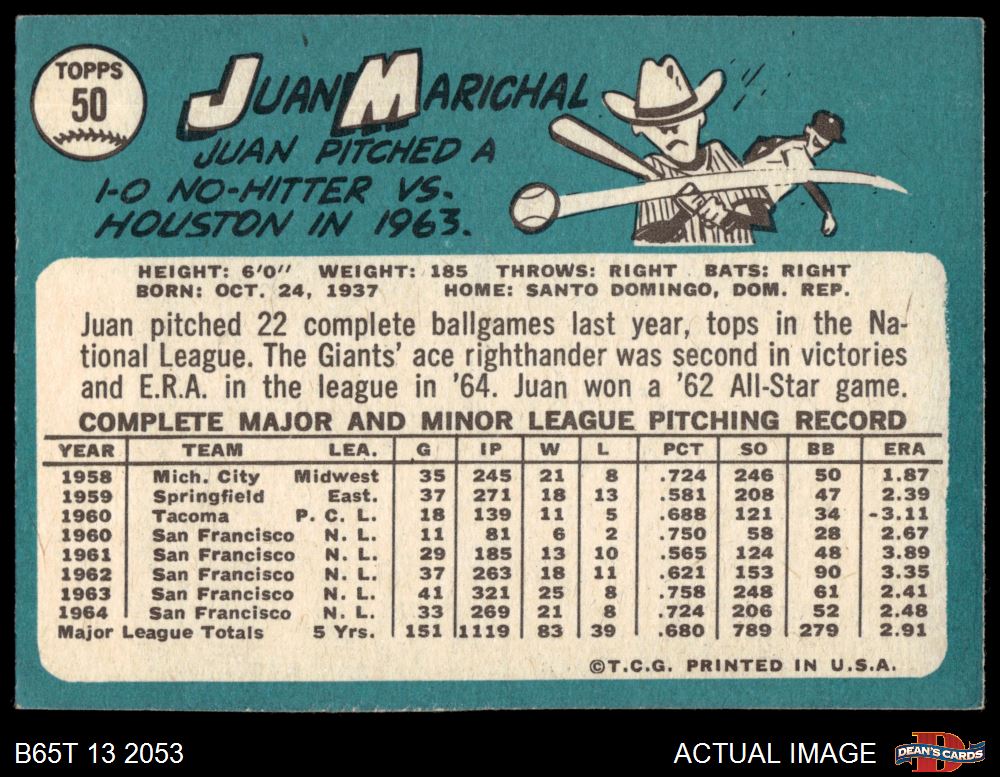 TOPPS
50
JUAN MARICHAL
JUAN PITCHED A
1-0 NO-HITTER VS.
HOUSTON IN 1963.
HEIGHT: 6'0" WEIGHT: 185 THROWS: RIGHT BATS: RIGHT
BORN: OCT. 24, 1937 HOME: SANTO DOMINGO, DOM. REP.
Juan pitched 22 complete ballgames last year, tops in the Na-
tional League. The Giants' ace righthander was second in victories
and E.R.A. in the league in '64. Juan won a '62 All-Star game.
COMPLETE MAJOR AND MINOR LEAGUE PITCHING RECORD
YEAR TEAM LEA. G IP W L PCT SO BB ERA
1958 Mich. City Midwest 35 245 21 8 .724 246 50 1.87
1959 Springfield East. 37 271 18 13 .581 208 47 2.39
1960 Tacoma P. C. L. 18 139 11 5 .688 121 34 -3.11
1960 San Francisco N. L. 11 81 6 2 .750 58 28 2.67
1961 San Francisco N. L. 29 185 13 10 .565 124 48 3.89
1962 San Francisco N. L. 37 263 18 11 .621 153 90 3.35
1963 San Francisco N. L. 41 321 25 8 .758 248 61 2.41
1964 San Francisco N. L. 33 269 21 8 .724 206 52 2.48
Major League Totals 5 Yrs. 151 1119 83 39 .680 789 279 2.91
©T.C.G. PRINTED IN U.S.A.
B65T 13 2053 ACTUAL IMAGE
D
DEAN'S CARDS